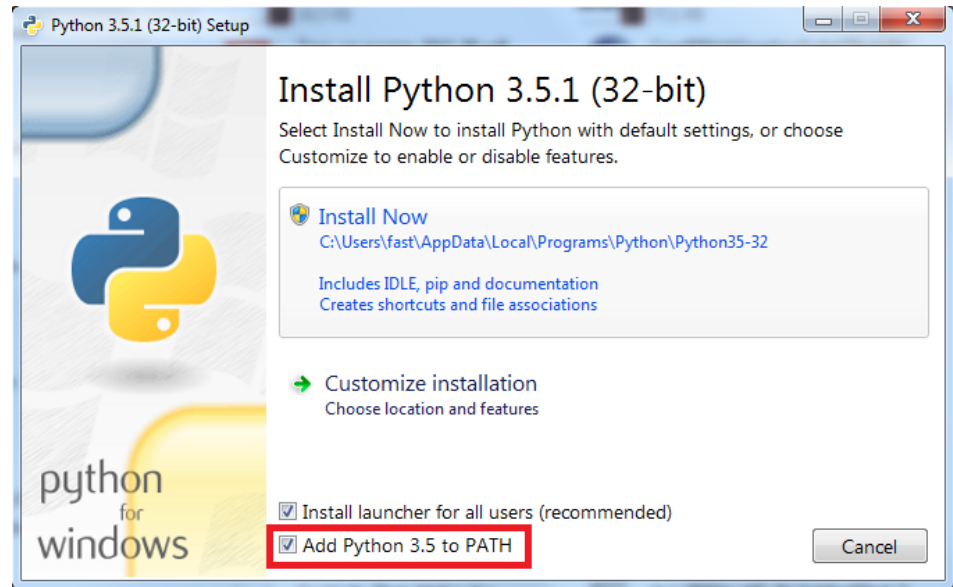 Python 3.5.1 (32-bit) Setup
Install Python 3.5.1 (32-bit)
Select Install Now to install Python with default settings, or choose
Customize to enable or disable features.
Install Now
C:\Users\fast\AppData\Local\Programs\Python\Python35-32
Includes IDLE, pip and documentation
Creates shortcuts and file associations
Customize installation
Choose location and features
python
for
windows
Install launcher for all users (recommended)
Add Python 3.5 to PATH
Cancel